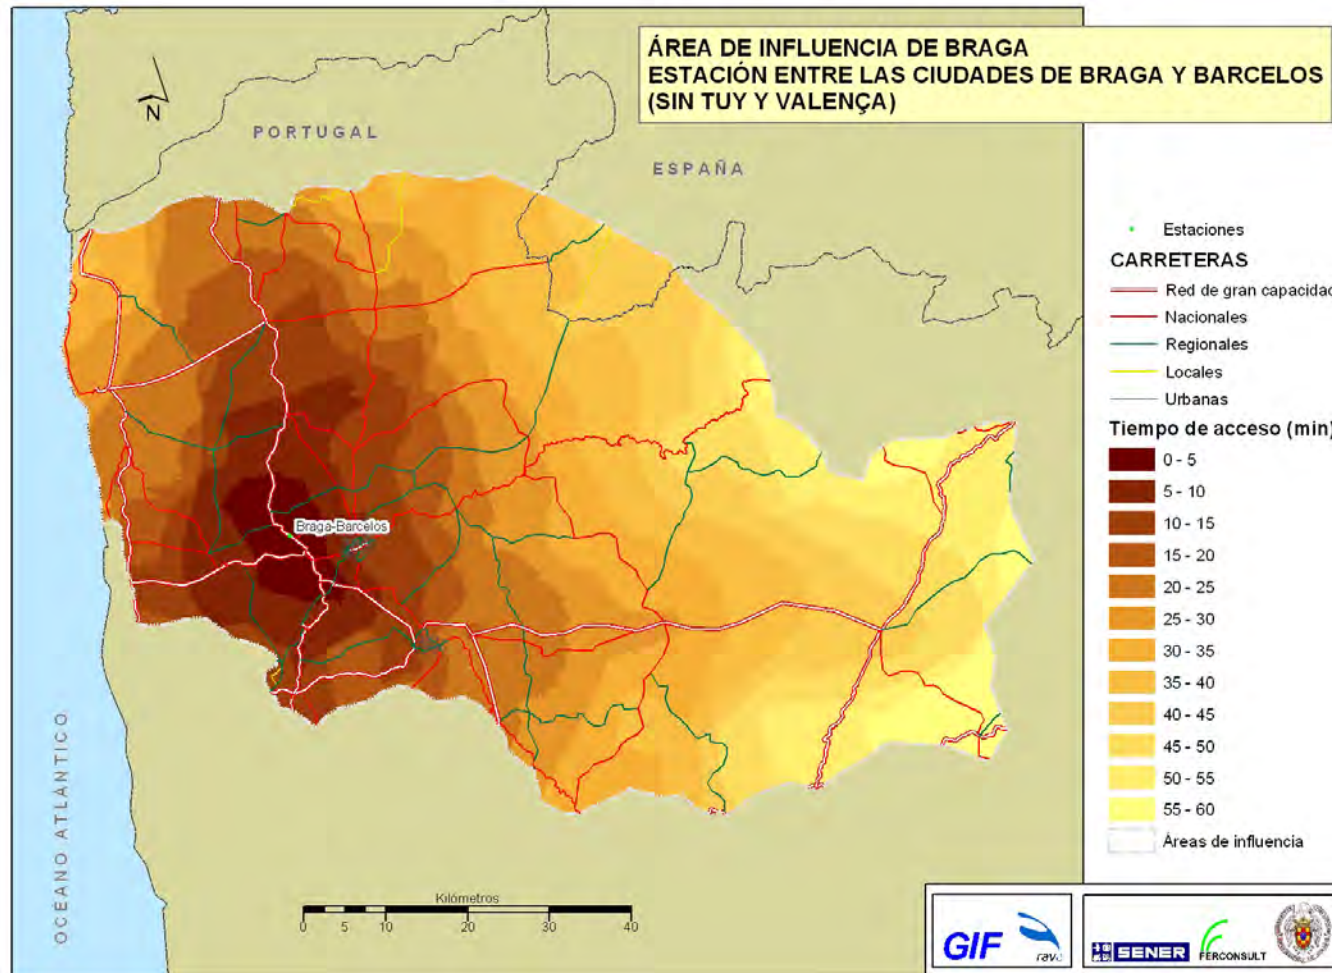 ÁREA DE INFLUENCIA DE BRAGA
ESTACIÓN ENTRE LAS CIUDADES DE BRAGA Y BARCELOS
(SIN TUY Y VALENÇA)
N
PORTUGAL
ESPAÑA
Estaciones
CARRETERAS
Red de gran capacidad
Nacionales
Regionales
Locales
Urbanas
Tiempo de acceso (min)
0 - 5
5 - 10
10 - 15
15 - 20
20 - 25
25 - 30
30 - 35
35 - 40
40 - 45
45 - 50
50 - 55
55 - 60
Áreas de influencia
Braga-Barcelos
OCEANO ATLÁNTICO
Kilómetros
0 5 10 20 30 40
GIF
rave
SENER
FERCONSULT